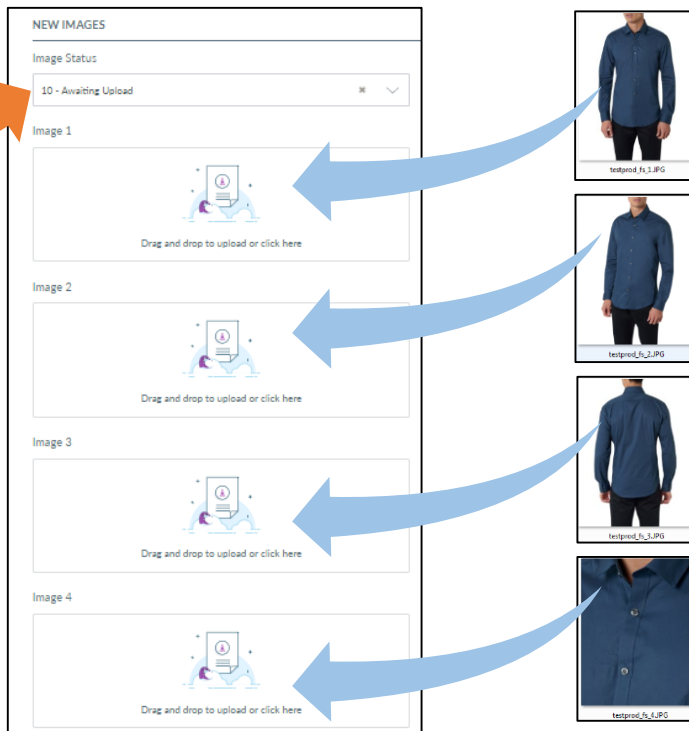 NEW IMAGES
Image Status
10 - Awaiting Upload
Image 1
Drag and drop to upload or click here
Image 2
Drag and drop to upload or click here
Image 3
Drag and drop to upload or click here
Image 4
Drag and drop to upload or click here
testprod_fs_1.JPG
testprod_fs_2.JPG
testprod_fs_3.JPG
testprod_fs_4.JPG